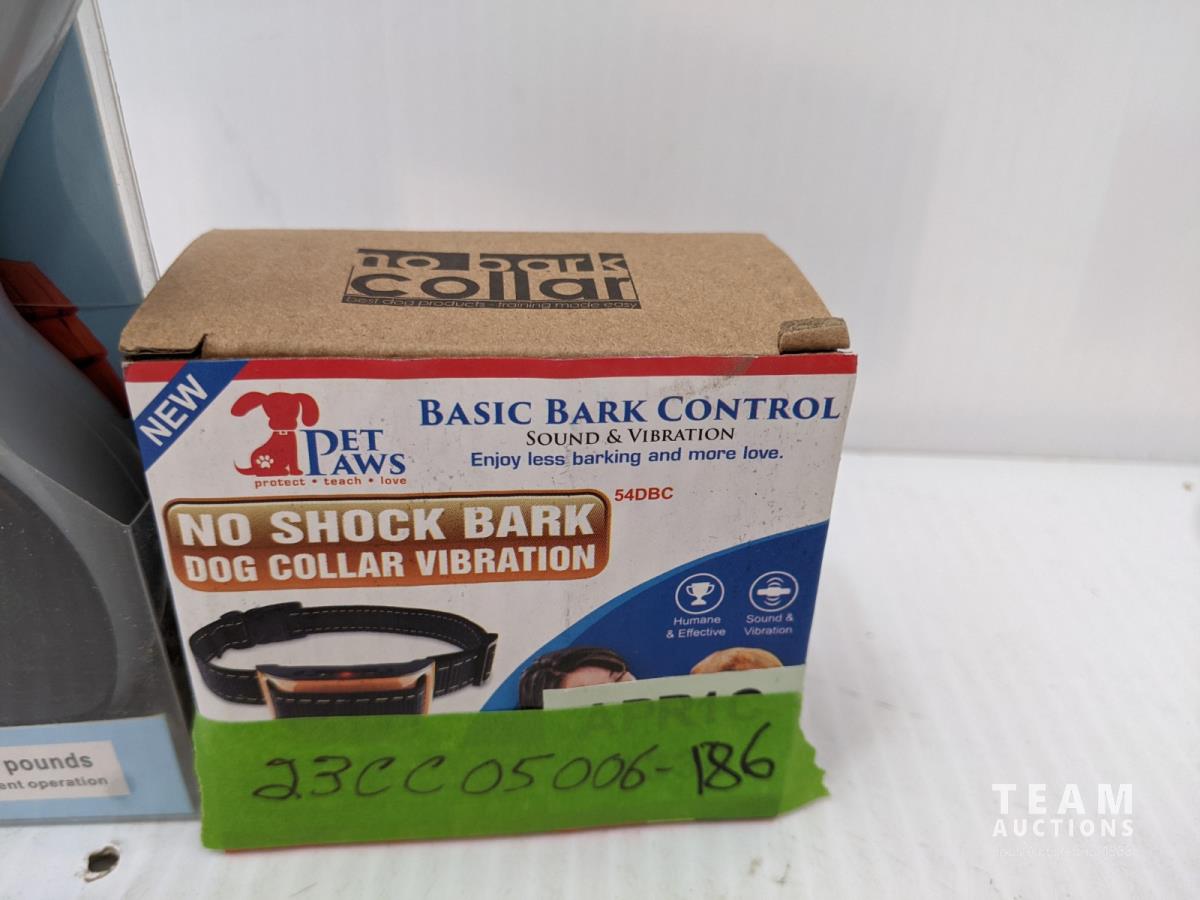 no bark
collar
best dog products - training made easy
NEW
PET
PAWS
protect • teach • love
BASIC BARK CONTROL
SOUND & VIBRATION
Enjoy less barking and more love.
54DBC
NO SHOCK BARK
DOG COLLAR VIBRATION
Humane
& Effective
Sound &
Vibration
23CC05006-186
pounds
ent operation
TEAM
AUCTIONS